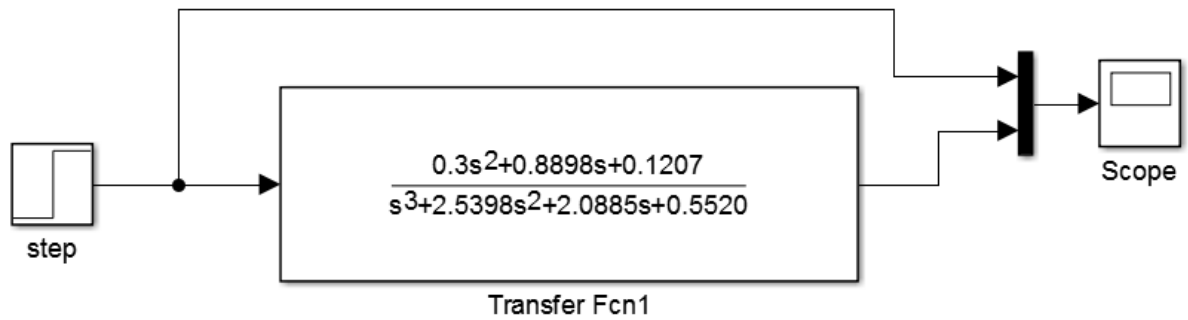 0.3s2+0.8898s+0.1207
s3+2.5398s2+2.0885s+0.5520
Scope
step
Transfer Fcn1